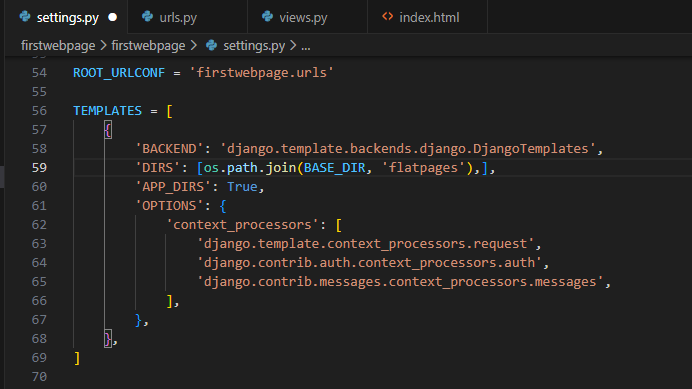 settings.py urls.py views.py <> index.html
firstwebpage > firstwebpage > settings.py > ...
54 ROOT_URLCONF = 'firstwebpage.urls'
55
56 TEMPLATES = [
57 {
58 'BACKEND': 'django.template.backends.django.DjangoTemplates',
59 'DIRS': [os.path.join(BASE_DIR, 'flatpages'),],
60 'APP_DIRS': True,
61 'OPTIONS': {
62 'context_processors': [
63 'django.template.context_processors.request',
64 'django.contrib.auth.context_processors.auth',
65 'django.contrib.messages.context_processors.messages',
66 ],
67 },
68 },
69 ]
70